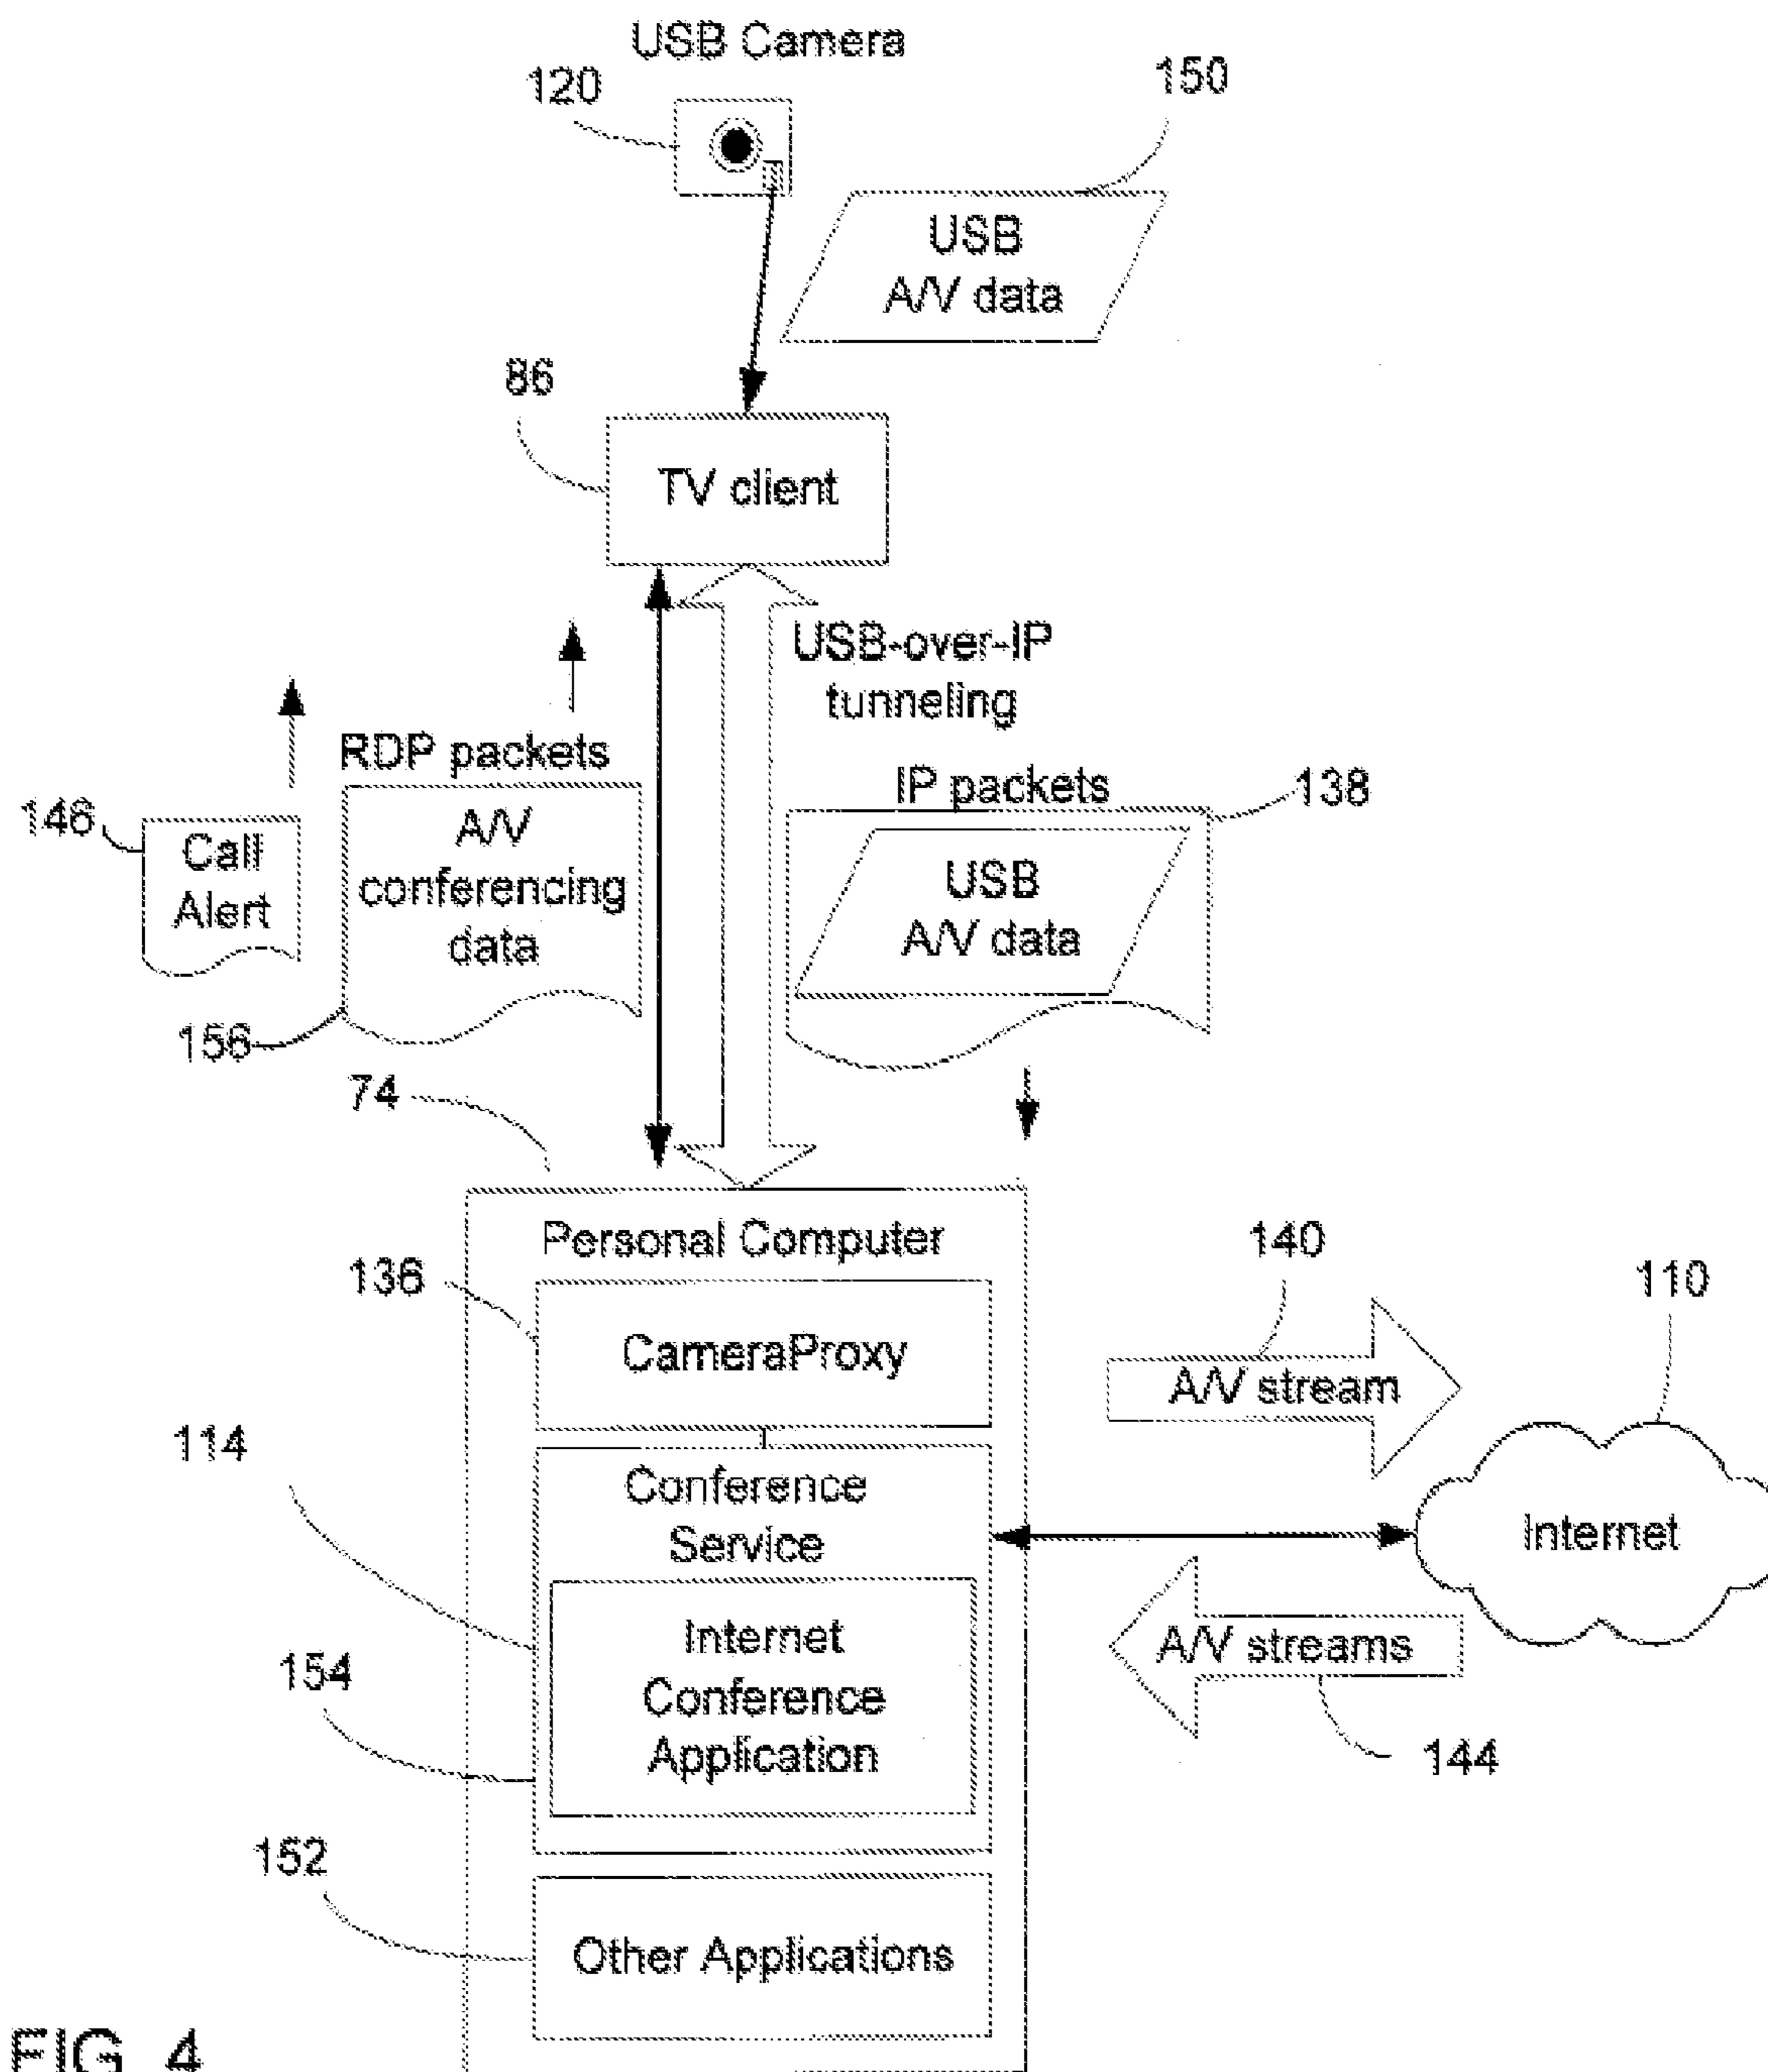 USB Camera
120
150
USB
A/V data
86
TV client
USB-over-IP
tunneling
RDP packets
IP packets
138
146
Call
Alert
A/V
conferencing
data
USB
A/V data
156
74
Personal Computer
136
CameraProxy
140
110
A/V stream
114
Conference
Service
Internet
Internet
Conference
Application
A/V streams
154
144
152
Other Applications
FIG. 4